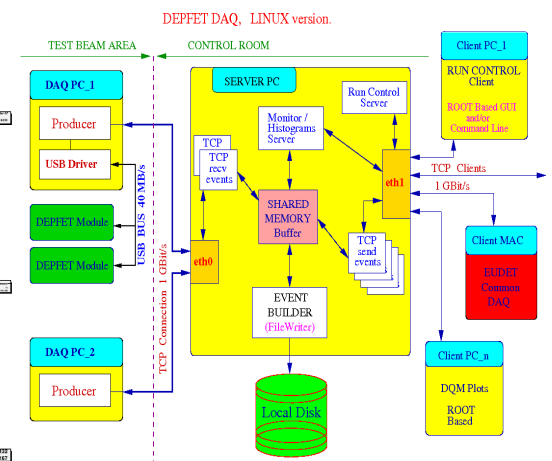 DEPFET DAQ, LINUX version.
TEST BEAM AREA
CONTROL ROOM
DAQ PC_1
Producer
USB Driver
DEPFET Module
DEPFET Module
USB BUS 40 MB/s
TCP Connection 1 GBit/s
DAQ PC_2
Producer
SERVER PC
TCP
TCP
recv
events
Monitor /
Histograms
Server
Run Control
Server
eth0
eth1
SHARED
MEMORY
Buffer
TCP
send
events
EVENT
BUILDER
(FileWriter)
Local Disk
Client PC_1
RUN CONTROL
Client
ROOT Based GUI
and/or
Command Line
TCP Clients
1 GBit/s
Client MAC
EUDET
Common
DAQ
Client PC_n
DQM Plots
ROOT
Based